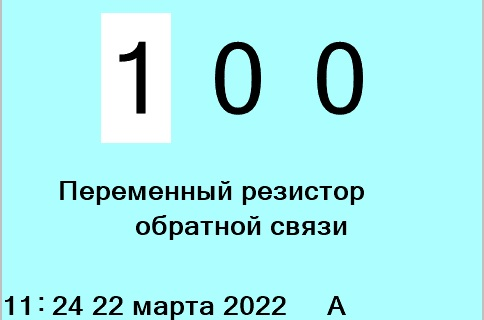 1 0 0
Переменный резистор
обратной связи
11: 24 22 марта 2022 А